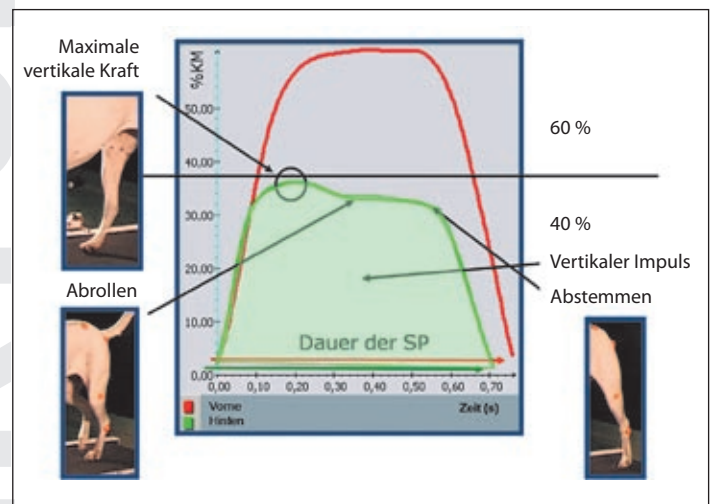 Maximale
vertikale Kraft
%KM
50,00
40,00
30,00
20,00
10,00
0,00
60 %
40 %
Vertikaler Impuls
Abrollen
Abstemmen
Dauer der SP
0,00 0,10 0,20 0,30 0,40 0,50 0,60 0,70
Vorne
Zeit (s)
Hinten